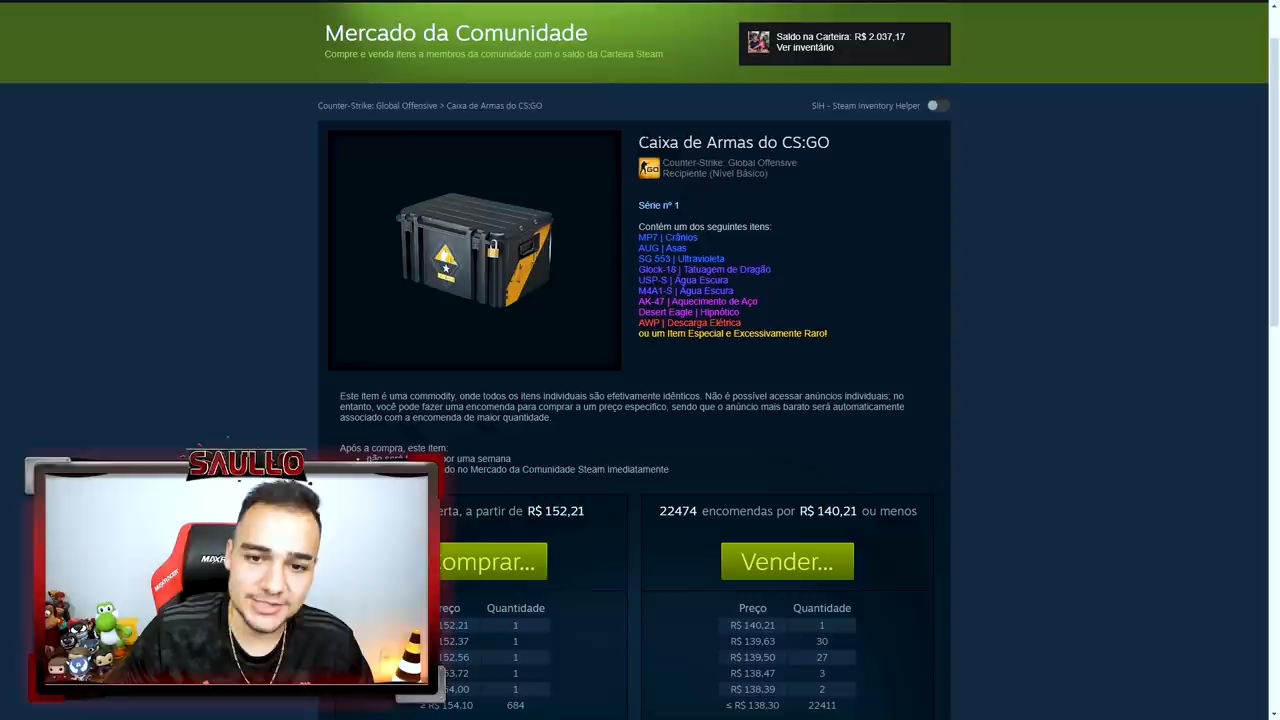 Mercado da Comunidade
Compre e venda itens a membros da comunidade com o saldo da Carteira Steam
Saldo na Carteira: R$ 2.037,17
Ver inventário
Counter-Strike: Global Offensive > Caixa de Armas do CS:GO
SIH - Steam Inventory Helper
Caixa de Armas do CS:GO
GO
Counter-Strike: Global Offensive
Recipiente (Nível Básico)
Série nº 1
Contém um dos seguintes itens:
MP7 | Crânios
AUG | Asas
SG 553 | Ultravioleta
Glock-18 | Tatuagem de Dragão
USP-S | Água Escura
M4A1-S | Água Escura
AK-47 | Aquecimento de Aço
Desert Eagle | Hipnótico
AWP | Descarga Elétrica
ou um Item Especial e Excessivamente Raro!
Este item é uma commodity, onde todos os itens individuais são efetivamente idênticos. Não é possível acessar anúncios individuais; no
entanto, você pode fazer uma encomenda para comprar a um preço específico, sendo que o anúncio mais barato será automaticamente
associado com a encomenda de maior quantidade.
Após a compra, este item:
não por uma semana
no Mercado da Comunidade Steam imediatamente
SAULLO
erta, a partir de R$ 152,21
omprar...
reço Quantidade
152,21 1
152,37 1
152,56 1
53,72 1
54,00 1
≥ R$ 154,10 684
22474 encomendas por R$ 140,21 ou menos
Vender...
Preço Quantidade
R$ 140,21 1
R$ 139,63 30
R$ 139,50 27
R$ 138,47 3
R$ 138,39 2
≤ R$ 138,30 22411